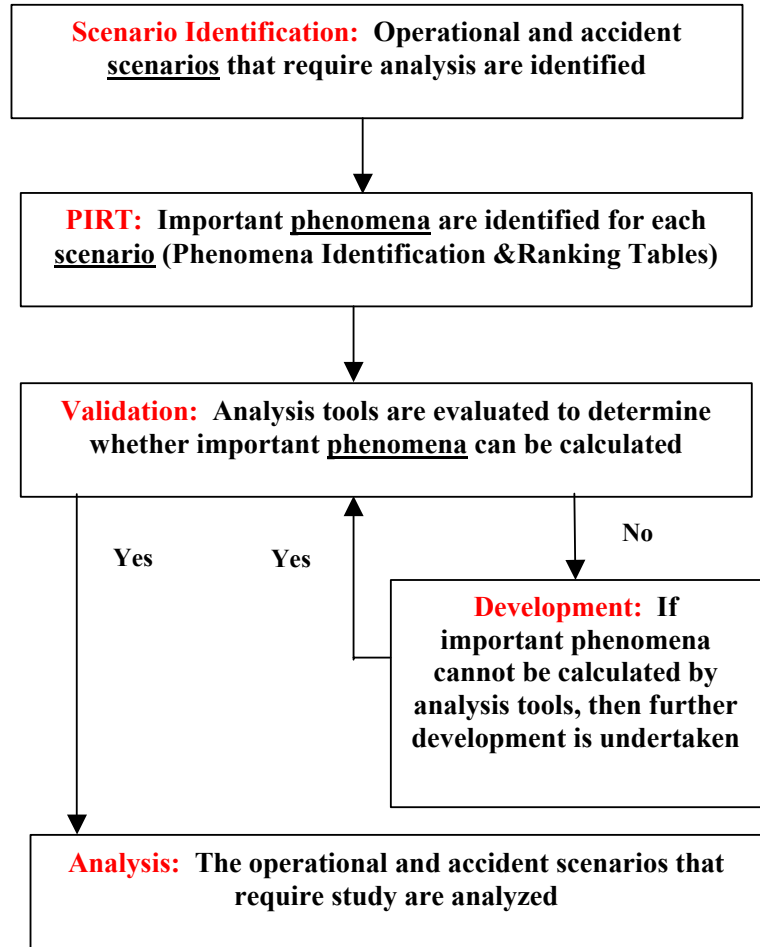 Scenario Identification: Operational and accident
scenarios that require analysis are identified
PIRT: Important phenomena are identified for each
scenario (Phenomena Identification &Ranking Tables)
Validation: Analysis tools are evaluated to determine
whether important phenomena can be calculated
Yes
Yes
No
Development: If
important phenomena
cannot be calculated by
analysis tools, then further
development is undertaken
Analysis: The operational and accident scenarios that
require study are analyzed